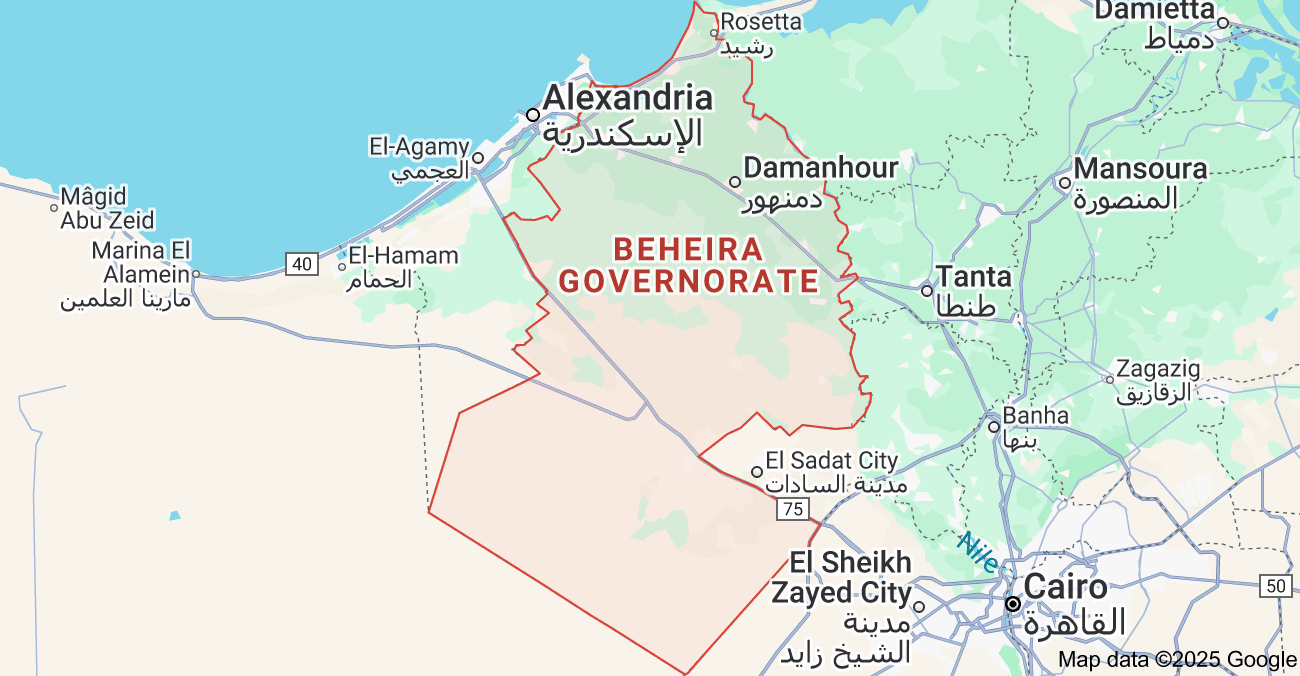 Damietta
دمياط
Rosetta
رشيد
Alexandria
الإسكندرية
El-Agamy
العجمي
Damanhour
دمنهور
Mansoura
المنصورة
Mâgid
Abu Zeid
Marina El
Alamein
مارينا العلمين
40
El-Hamam
الحمام
BEHEIRA
GOVERNORATE
Tanta
طنطا
Zagazig
الزقازيق
Banha
بنها
El Sadat City
مدينة السادات
75
Nile
El Sheikh
Zayed City
مدينة
الشيخ زايد
Cairo
القاهرة
50
Map data ©2025 Google